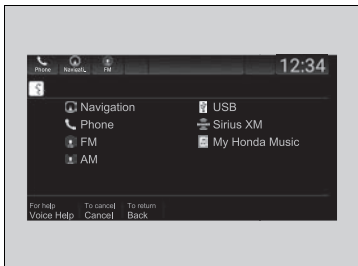 Phone Navigati.. FM 12:34
Navigation
Phone
FM
AM
USB
Sirius XM
My Honda Music
For help To cancel To return
Voice Help Cancel Back